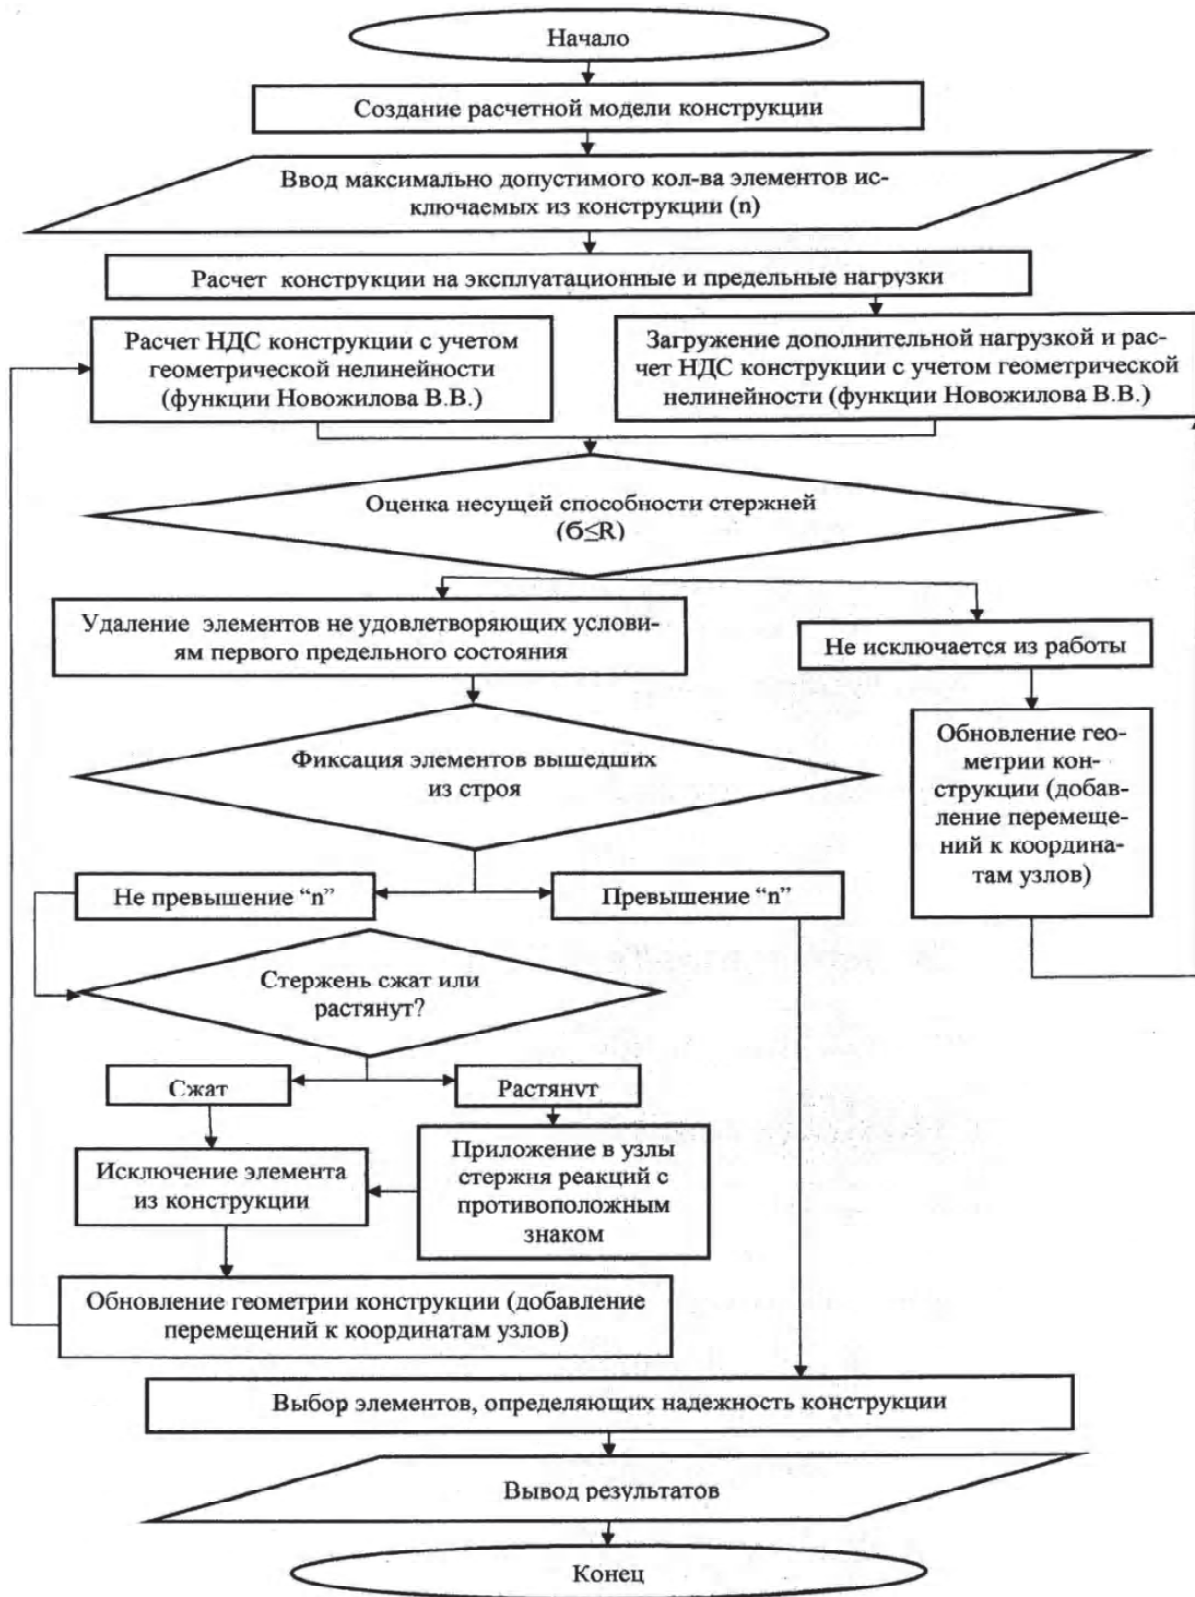 Начало
Создание расчетной модели конструкции
Ввод максимально допустимого кол-ва элементов ис-
ключаемых из конструкции (n)
Расчет конструкции на эксплуатационные и предельные нагрузки
Расчет НДС конструкции с учетом
геометрической нелинейности
(функции Новожилова В.В.)
Загружение дополнительной нагрузкой и рас-
чет НДС конструкции с учетом геометрической
нелинейности (функции Новожилова В.В.)
Оценка несущей способности стержней
(б≤R)
Удаление элементов не удовлетворяющих услови-
ям первого предельного состояния
Не исключается из работы
Фиксация элементов вышедших
из строя
Обновление гео-
метрии кон-
струкции (добав-
ление перемеще-
ний к координа-
там узлов)
Не превышение “n”
Превышение “n”
Стержень сжат или
растянут?
Сжат
Растянут
Исключение элемента
из конструкции
Приложение в узлы
стержня реакций с
противоположным
знаком
Обновление геометрии конструкции (добавление
перемещений к координатам узлов)
Выбор элементов, определяющих надежность конструкции
Вывод результатов
Конец